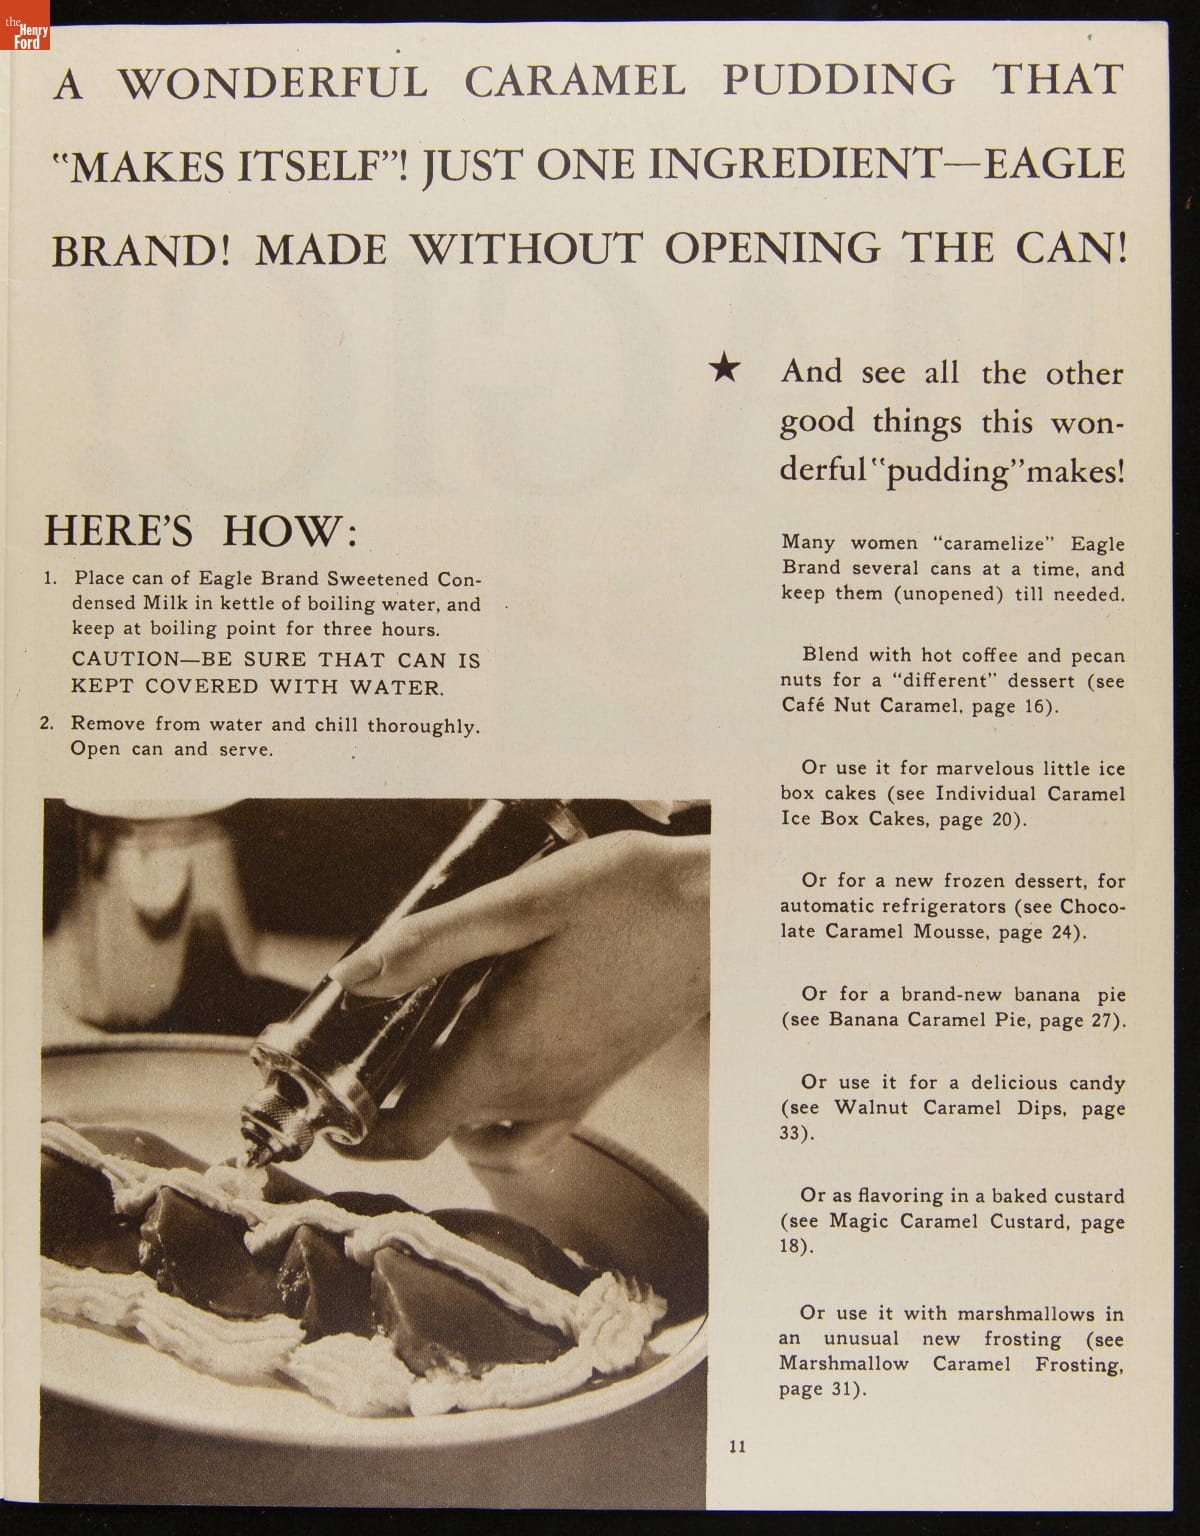 the
Henry
Ford
A WONDERFUL CARAMEL PUDDING THAT
“MAKES ITSELF”! JUST ONE INGREDIENT—EAGLE
BRAND! MADE WITHOUT OPENING THE CAN!
HERE’S HOW:
1. Place can of Eagle Brand Sweetened Con-
densed Milk in kettle of boiling water, and
keep at boiling point for three hours.
CAUTION—BE SURE THAT CAN IS
KEPT COVERED WITH WATER.
2. Remove from water and chill thoroughly.
Open can and serve.
★ And see all the other
good things this won-
derful “pudding” makes!
Many women “caramelize” Eagle
Brand several cans at a time, and
keep them (unopened) till needed.
Blend with hot coffee and pecan
nuts for a “different” dessert (see
Café Nut Caramel, page 16).
Or use it for marvelous little ice
box cakes (see Individual Caramel
Ice Box Cakes, page 20).
Or for a new frozen dessert, for
automatic refrigerators (see Choco-
late Caramel Mousse, page 24).
Or for a brand-new banana pie
(see Banana Caramel Pie, page 27).
Or use it for a delicious candy
(see Walnut Caramel Dips, page
33).
Or as flavoring in a baked custard
(see Magic Caramel Custard, page
18).
Or use it with marshmallows in
an unusual new frosting (see
Marshmallow Caramel Frosting,
page 31).
11